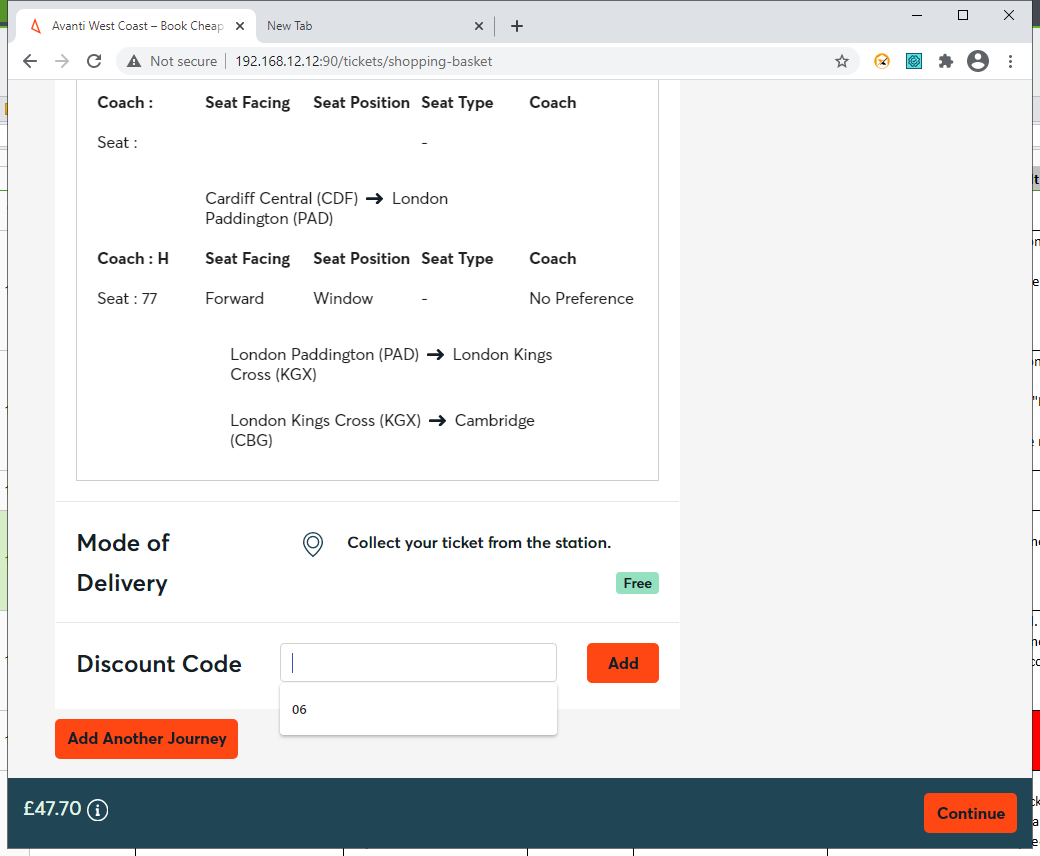 Avanti West Coast – Book Cheap
New Tab
Not secure
192.168.12.12:90/tickets/shopping-basket
Coach : Seat Facing Seat Position Seat Type Coach
Seat : -
Cardiff Central (CDF) → London
Paddington (PAD)
Coach : H Seat Facing Seat Position Seat Type Coach
Seat : 77 Forward Window - No Preference
London Paddington (PAD) → London Kings
Cross (KGX)
London Kings Cross (KGX) → Cambridge
(CBG)
Mode of
Delivery
Collect your ticket from the station.
Free
Discount Code
Add
06
Add Another Journey
£47.70
Continue